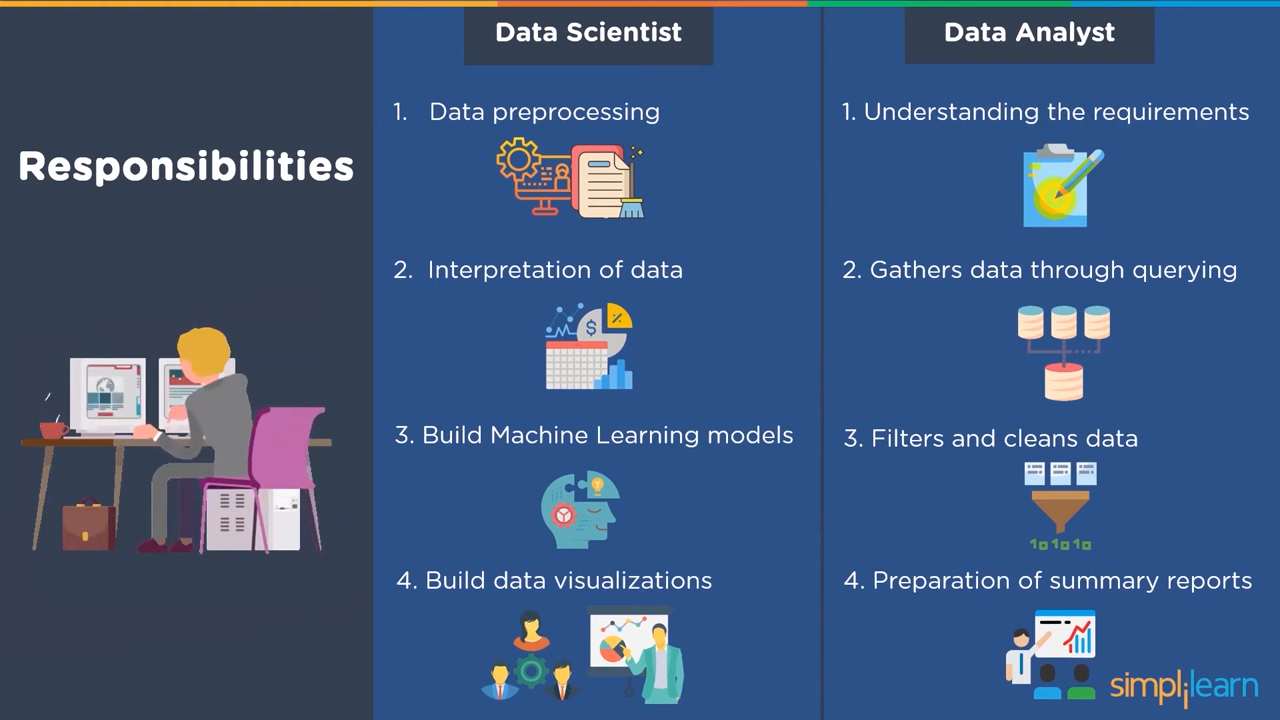 Responsibilities
Data Scientist
1. Data preprocessing
2. Interpretation of data
3. Build Machine Learning models
4. Build data visualizations
Data Analyst
1. Understanding the requirements
2. Gathers data through querying
3. Filters and cleans data
101010
4. Preparation of summary reports
simplilearn